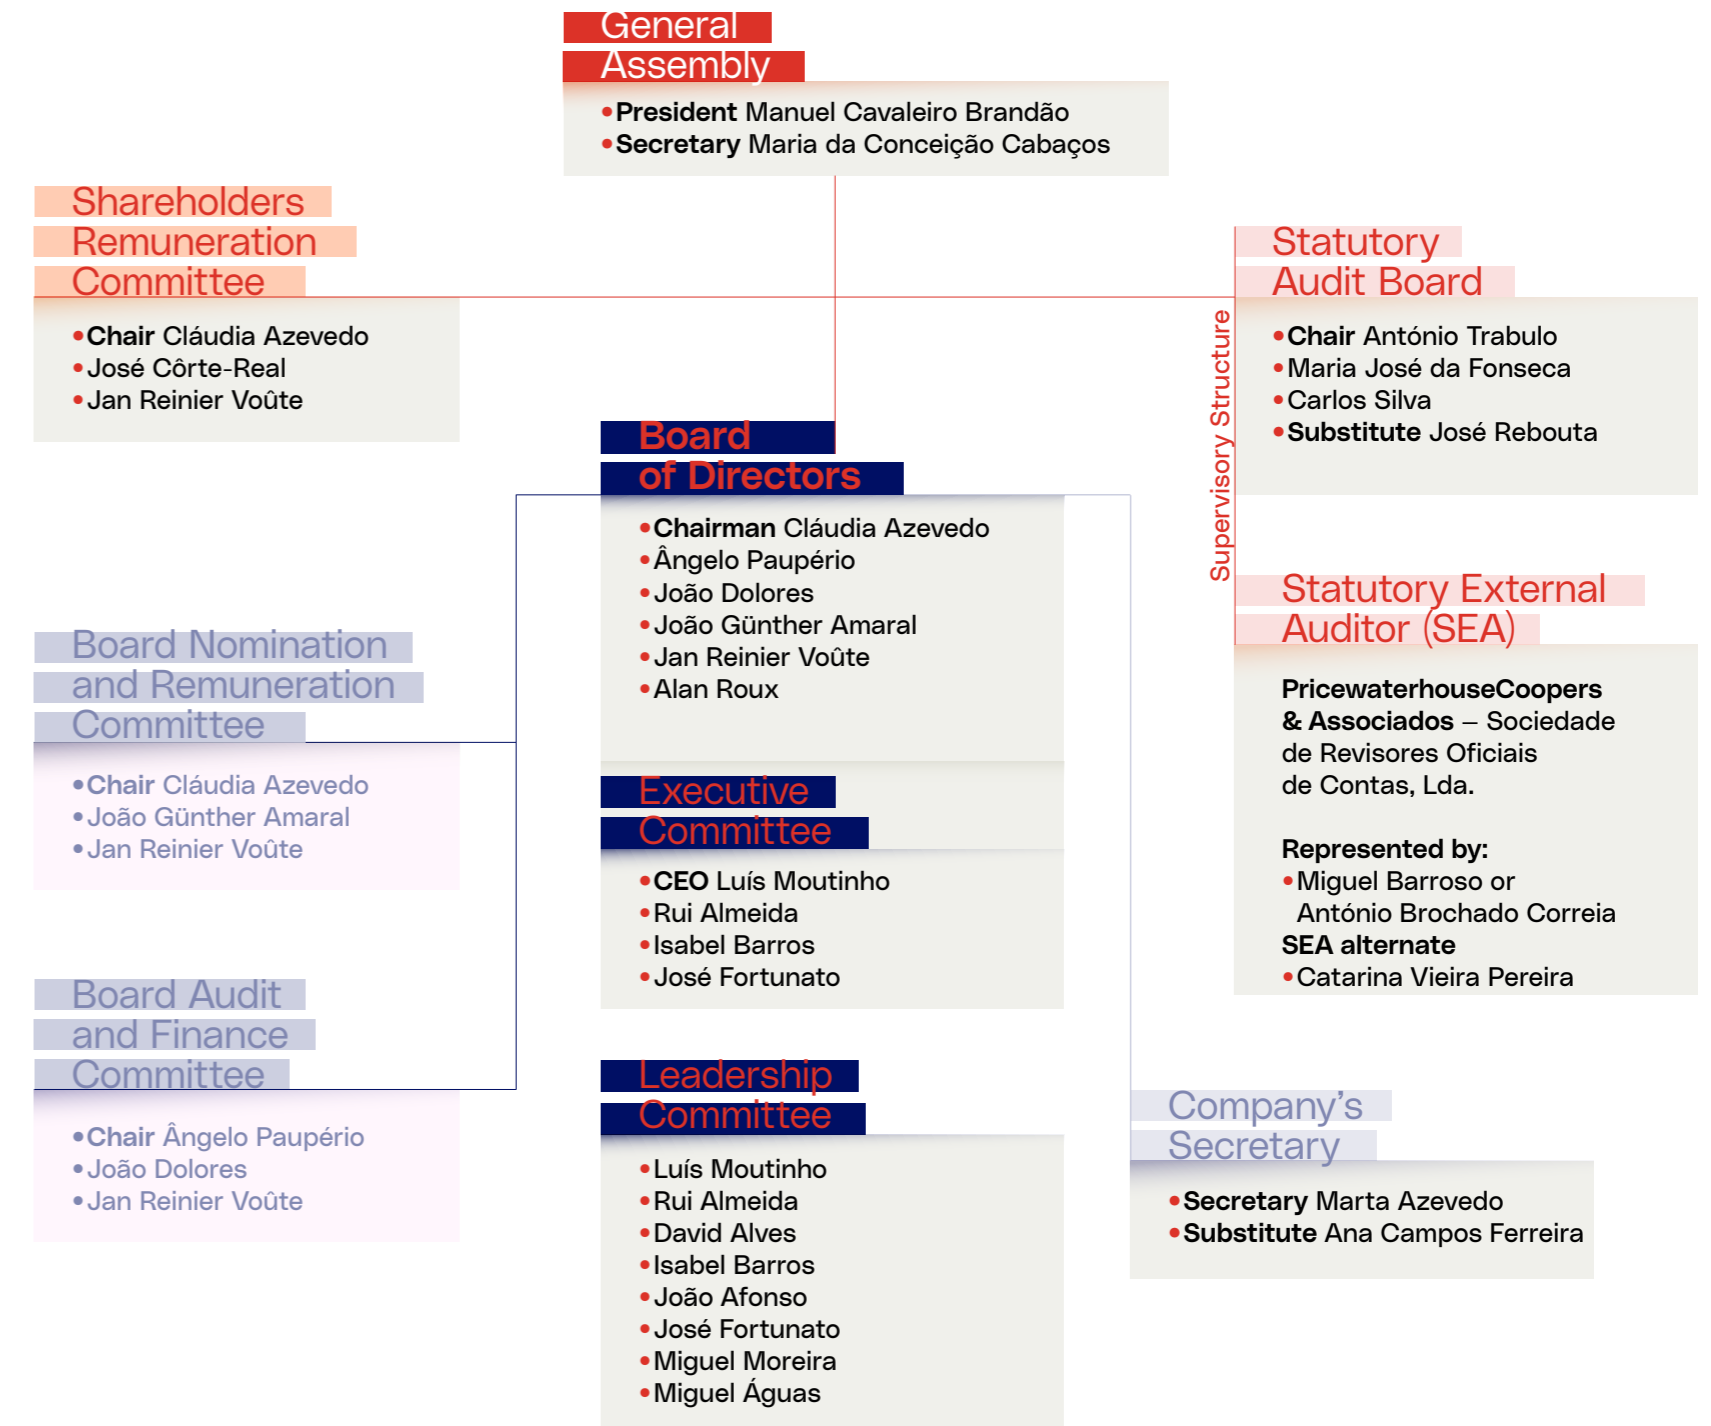 General
Assembly
•President Manuel Cavaleiro Brandão
•Secretary Maria da Conceição Cabaços
Shareholders
Remuneration
Committee
•Chair Cláudia Azevedo
•José Côrte-Real
•Jan Reinier Voûte
Statutory
Audit Board
•Chair António Trabulo
•Maria José da Fonseca
•Carlos Silva
•Substitute José Rebouta
Supervisory Structure
Board
of Directors
•Chairman Cláudia Azevedo
•Ângelo Paupério
•João Dolores
•João Günther Amaral
•Jan Reinier Voûte
•Alan Roux
Statutory External
Auditor (SEA)
PricewaterhouseCoopers
& Associados – Sociedade
de Revisores Oficiais
de Contas, Lda.
Represented by:
•Miguel Barroso or
António Brochado Correia
SEA alternate
•Catarina Vieira Pereira
Board Nomination
and Remuneration
Committee
•Chair Cláudia Azevedo
•João Günther Amaral
•Jan Reinier Voûte
Executive
Committee
•CEO Luís Moutinho
•Rui Almeida
•Isabel Barros
•José Fortunato
Board Audit
and Finance
Committee
•Chair Ângelo Paupério
•João Dolores
•Jan Reinier Voûte
Leadership
Committee
•Luís Moutinho
•Rui Almeida
•David Alves
•Isabel Barros
•João Afonso
•José Fortunato
•Miguel Moreira
•Miguel Águas
Company's
Secretary
•Secretary Marta Azevedo
•Substitute Ana Campos Ferreira